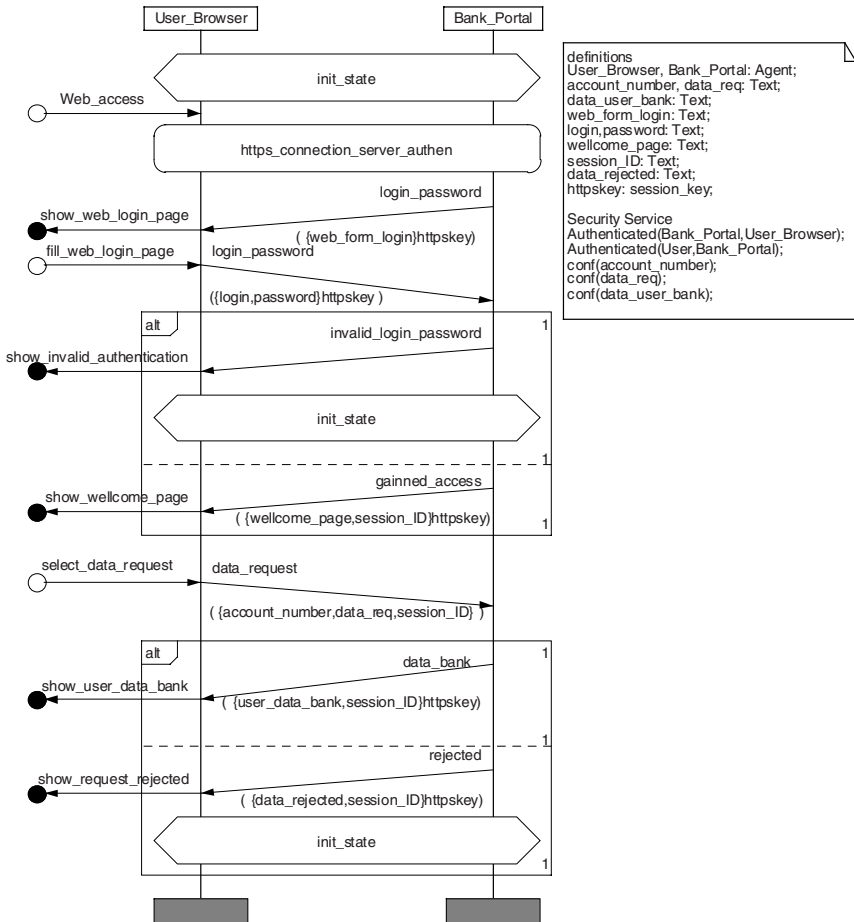 User_Browser
Bank_Portal
init_state
Web_access
https_connection_server_authen
login_password
show_web_login_page
( {web_form_login}httpskey)
fill_web_login_page
login_password
({login,password}httpskey )
alt
1
invalid_login_password
show_invalid_authentication
init_state
1
gainned_access
show_wellcome_page
( {wellcome_page,session_ID}httpskey)
1
select_data_request
data_request
( {account_number,data_req,session_ID} )
alt
1
data_bank
show_user_data_bank
( {user_data_bank,session_ID}httpskey)
1
rejected
show_request_rejected
( {data_rejected,session_ID}httpskey)
init_state
1
definitions
User_Browser, Bank_Portal: Agent;
account_number, data_req: Text;
data_user_bank: Text;
web_form_login: Text;
login,password: Text;
wellcome_page: Text;
session_ID: Text;
data_rejected: Text;
httpskey: session_key;
Security Service
Authenticated(Bank_Portal,User_Browser);
Authenticated(User,Bank_Portal);
conf(account_number);
conf(data_req);
conf(data_user_bank);